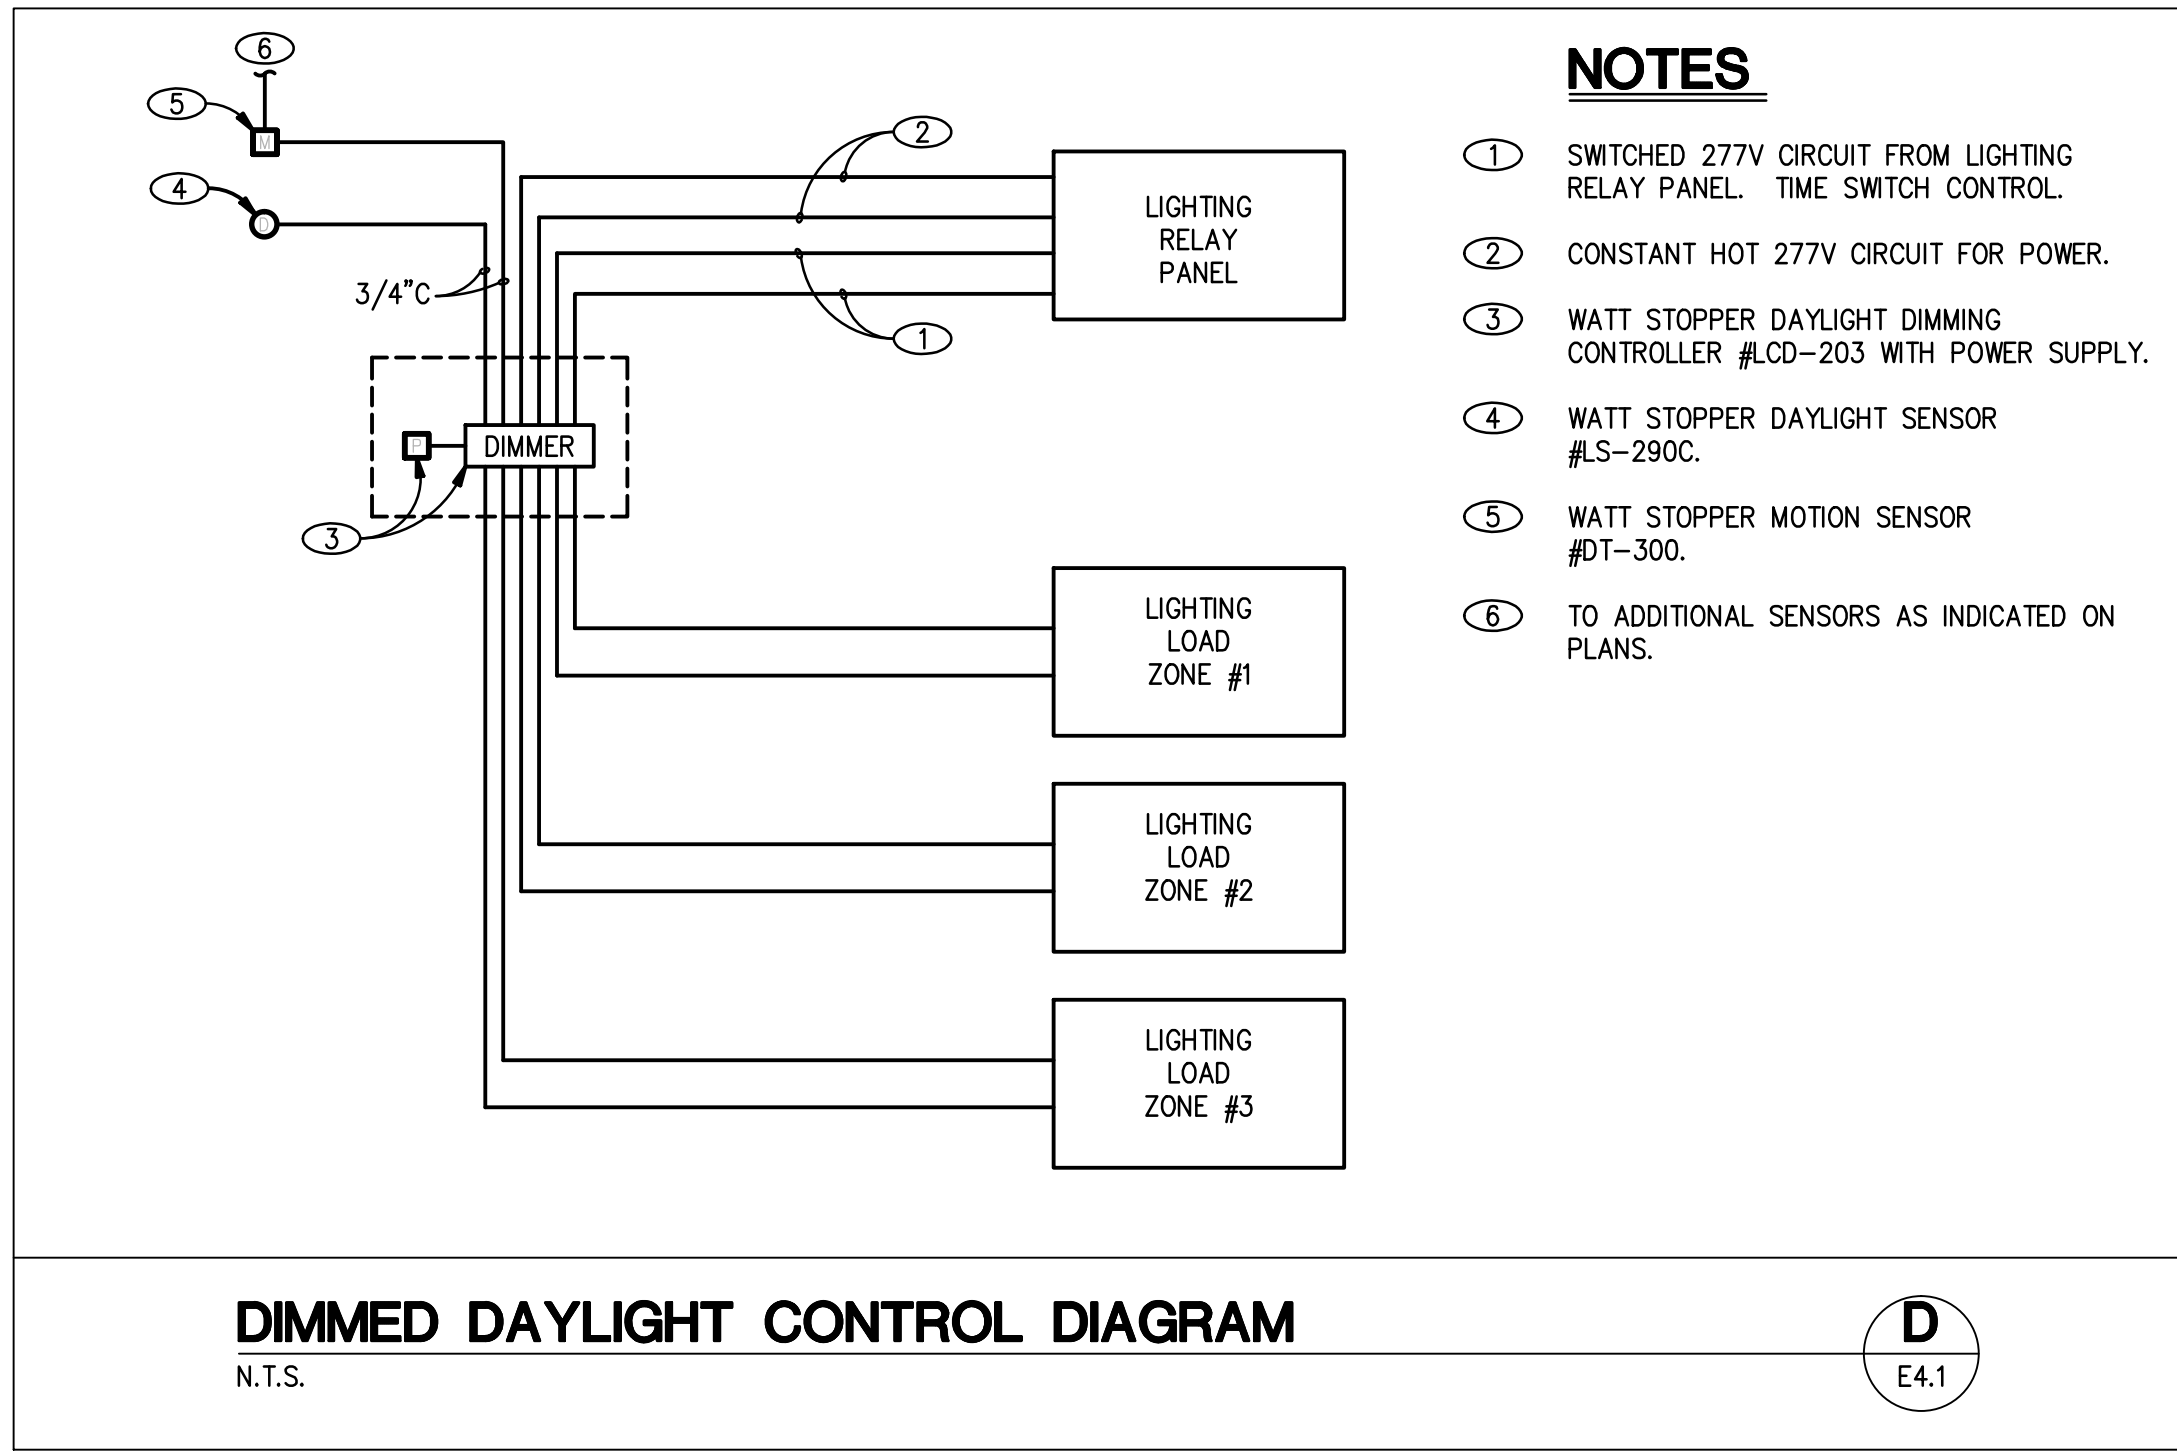 6
5
M
4
D
3/4"C
2
1
LIGHTING
RELAY
PANEL
P
DIMMER
3
LIGHTING
LOAD
ZONE #1
LIGHTING
LOAD
ZONE #2
LIGHTING
LOAD
ZONE #3
NOTES
1 SWITCHED 277V CIRCUIT FROM LIGHTING
RELAY PANEL. TIME SWITCH CONTROL.
2 CONSTANT HOT 277V CIRCUIT FOR POWER.
3 WATT STOPPER DAYLIGHT DIMMING
CONTROLLER #LCD-203 WITH POWER SUPPLY.
4 WATT STOPPER DAYLIGHT SENSOR
#LS-290C.
5 WATT STOPPER MOTION SENSOR
#DT-300.
6 TO ADDITIONAL SENSORS AS INDICATED ON
PLANS.
DIMMED DAYLIGHT CONTROL DIAGRAM
N.T.S.
D
E4.1